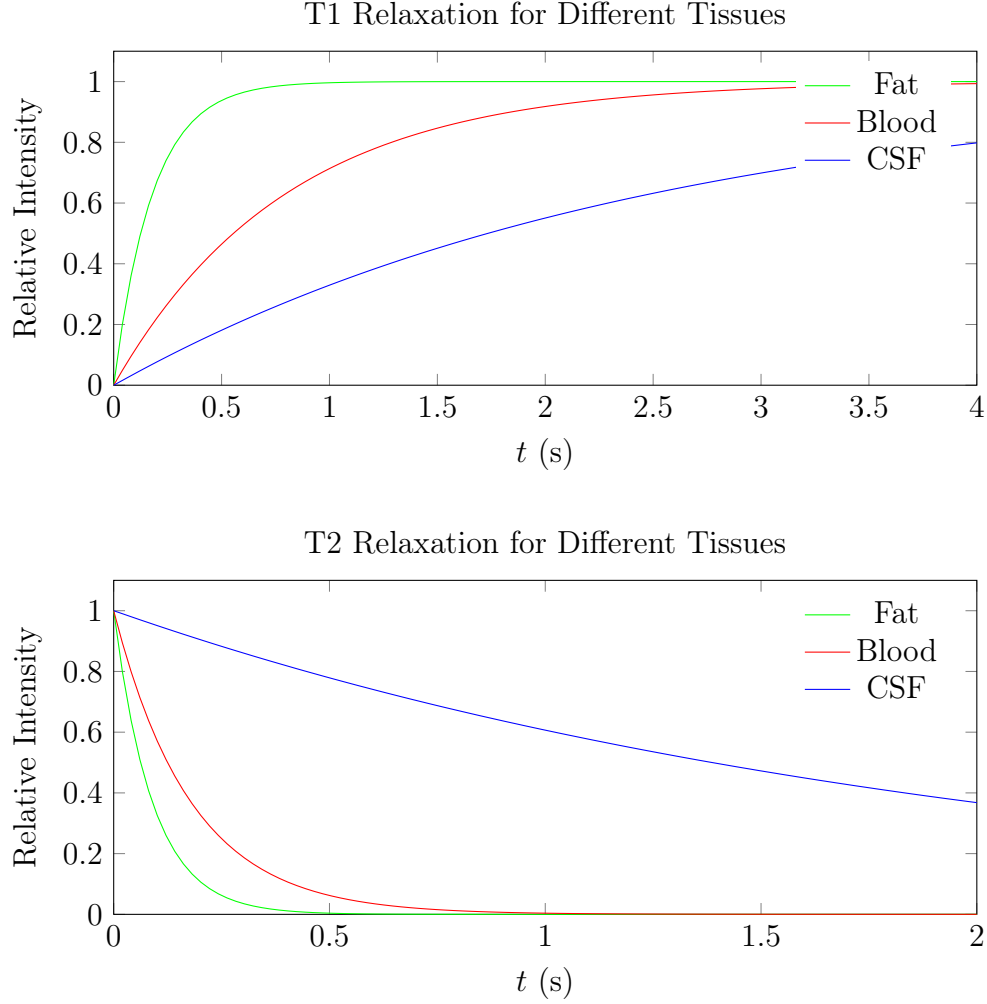 T1 Relaxation for Different Tissues
Relative Intensity
1
0.8
0.6
0.4
0.2
0
Fat
Blood
CSF
0 0.5 1 1.5 2 2.5 3 3.5 4
t (s)
T2 Relaxation for Different Tissues
Relative Intensity
1
0.8
0.6
0.4
0.2
0
Fat
Blood
CSF
0 0.5 1 1.5 2
t (s)